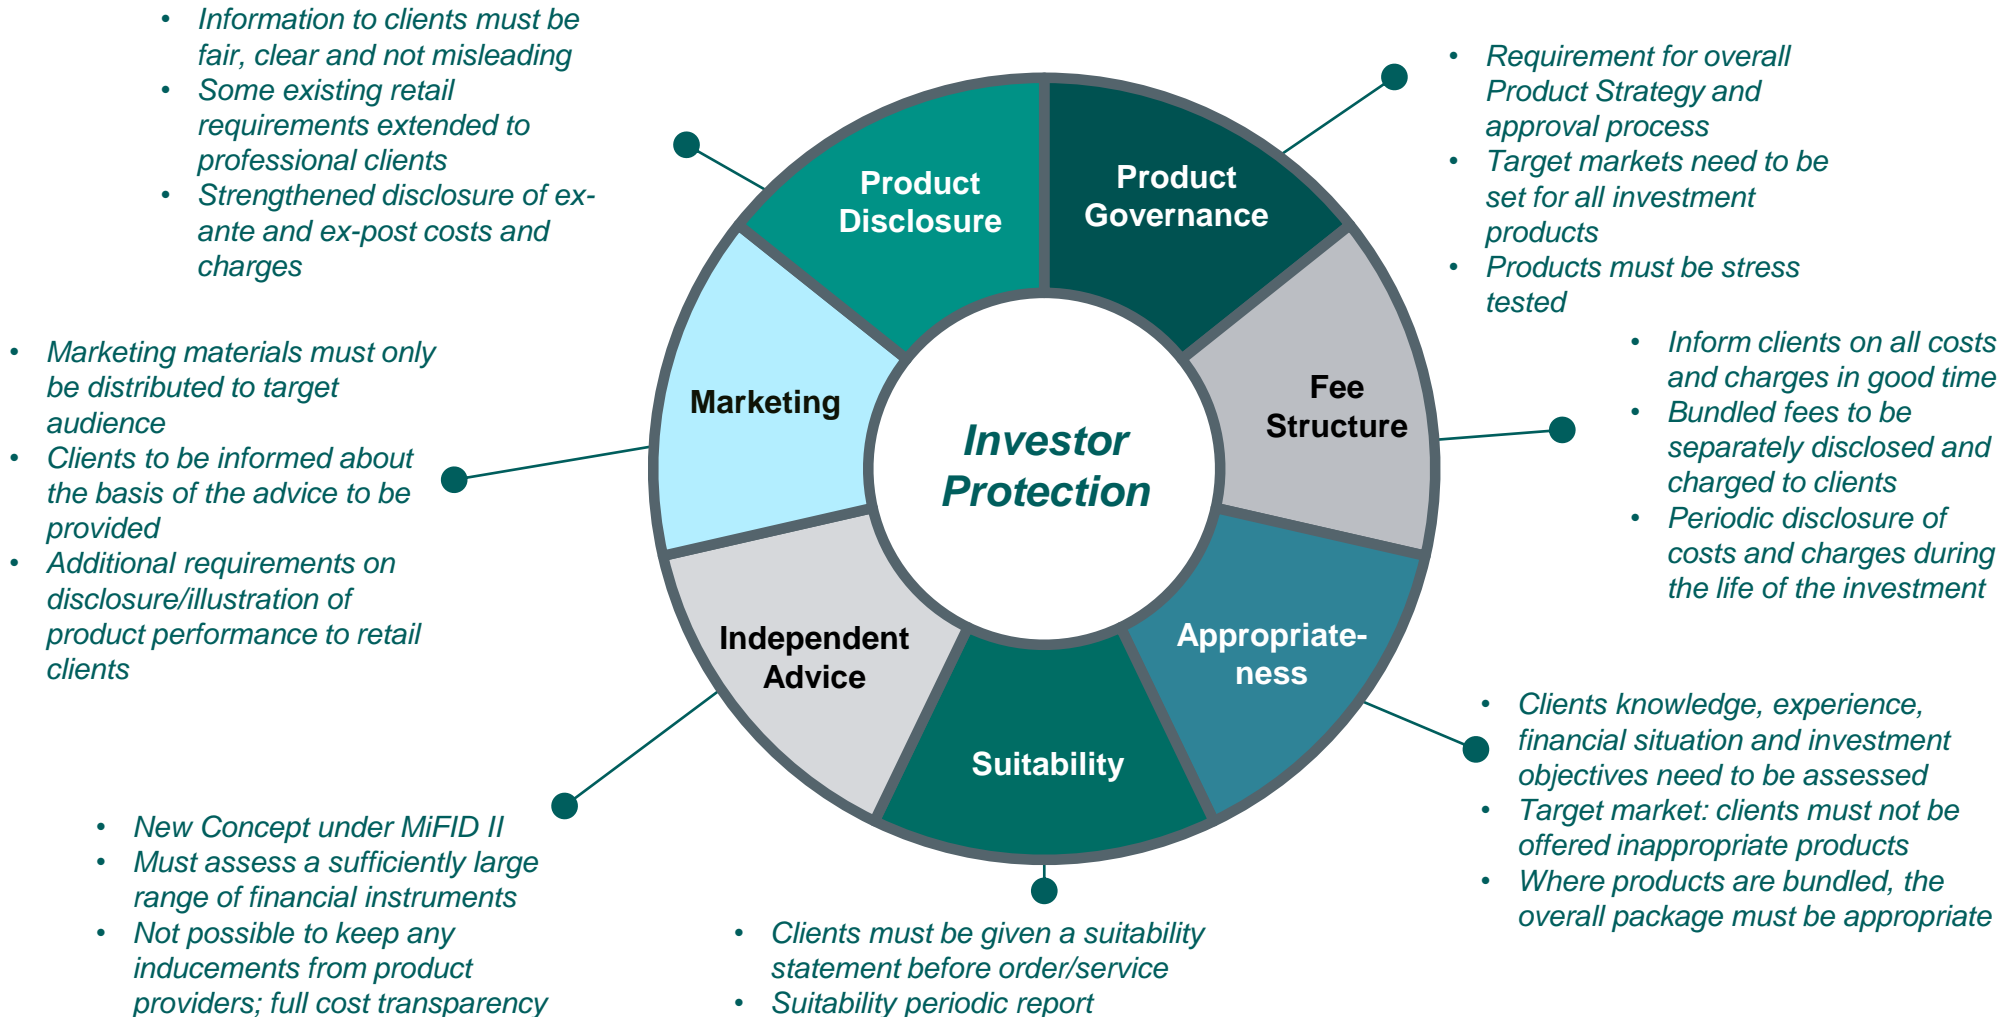 • Information to clients must be
fair, clear and not misleading
• Some existing retail
requirements extended to
professional clients
• Strengthened disclosure of ex-
ante and ex-post costs and
charges
• Requirement for overall
Product Strategy and
approval process
• Target markets need to be
set for all investment
products
• Products must be stress
tested
Product
Disclosure
Product
Governance
• Marketing materials must only
be distributed to target
audience
• Clients to be informed about
the basis of the advice to be
provided
• Additional requirements on
disclosure/illustration of
product performance to retail
clients
Marketing
Investor
Protection
Fee
Structure
• Inform clients on all costs
and charges in good time
• Bundled fees to be
separately disclosed and
charged to clients
• Periodic disclosure of
costs and charges during
the life of the investment
Independent
Advice
Suitability
Appropriate-
ness
• Clients knowledge, experience,
financial situation and investment
objectives need to be assessed
• Target market: clients must not be
offered inappropriate products
• Where products are bundled, the
overall package must be appropriate
• New Concept under MiFID II
• Must assess a sufficiently large
range of financial instruments
• Not possible to keep any
inducements from product
providers; full cost transparency
• Clients must be given a suitability
statement before order/service
• Suitability periodic report